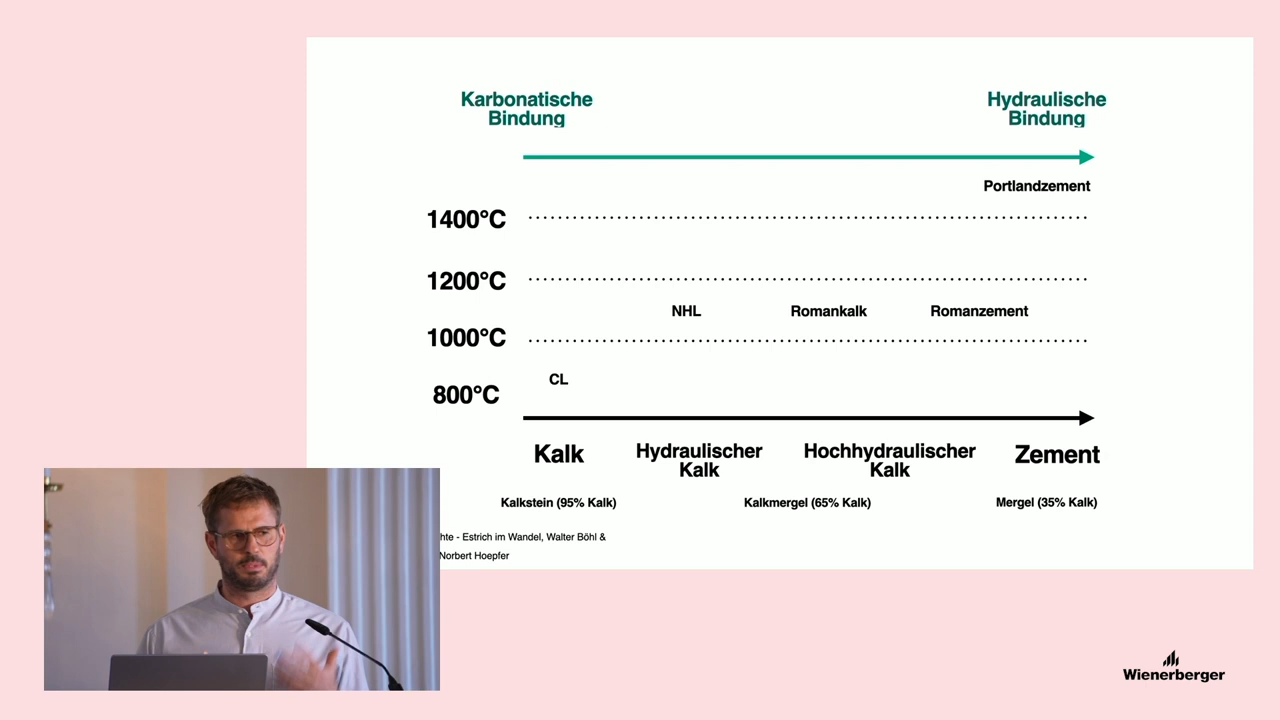 Karbonatische
Bindung
Hydraulische
Bindung
Portlandzement
1400°C
1200°C
NHL
Romankalk
Romanzement
1000°C
CL
800°C
Kalk
Hydraulischer
Kalk
Hochhydraulischer
Kalk
Zement
Kalkstein (95% Kalk)
Kalkmergel (65% Kalk)
Mergel (35% Kalk)
hte - Estrich im Wandel, Walter Böhl &
Norbert Hoepfer
Wienerberger